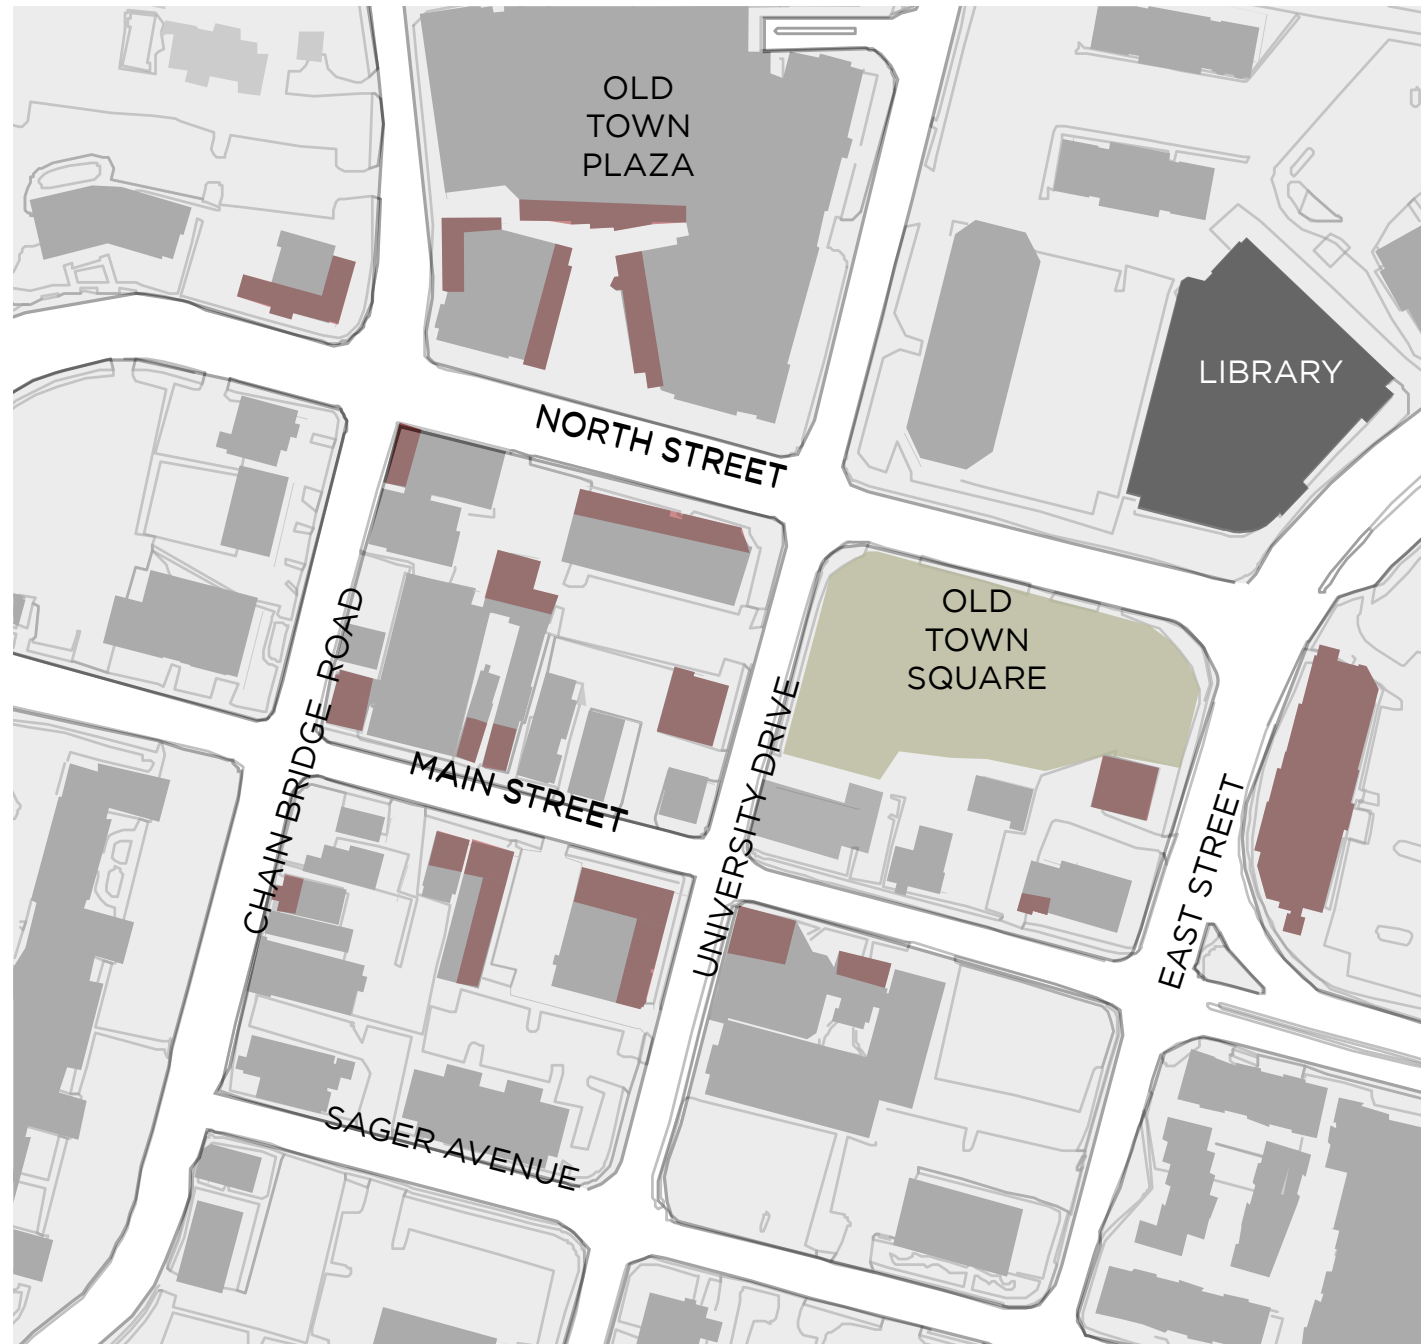 OLD
TOWN
PLAZA
LIBRARY
NORTH STREET
OLD
TOWN
SQUARE
CHAIN BRIDGE ROAD
MAIN STREET
UNIVERSITY DRIVE
EAST STREET
SAGER AVENUE